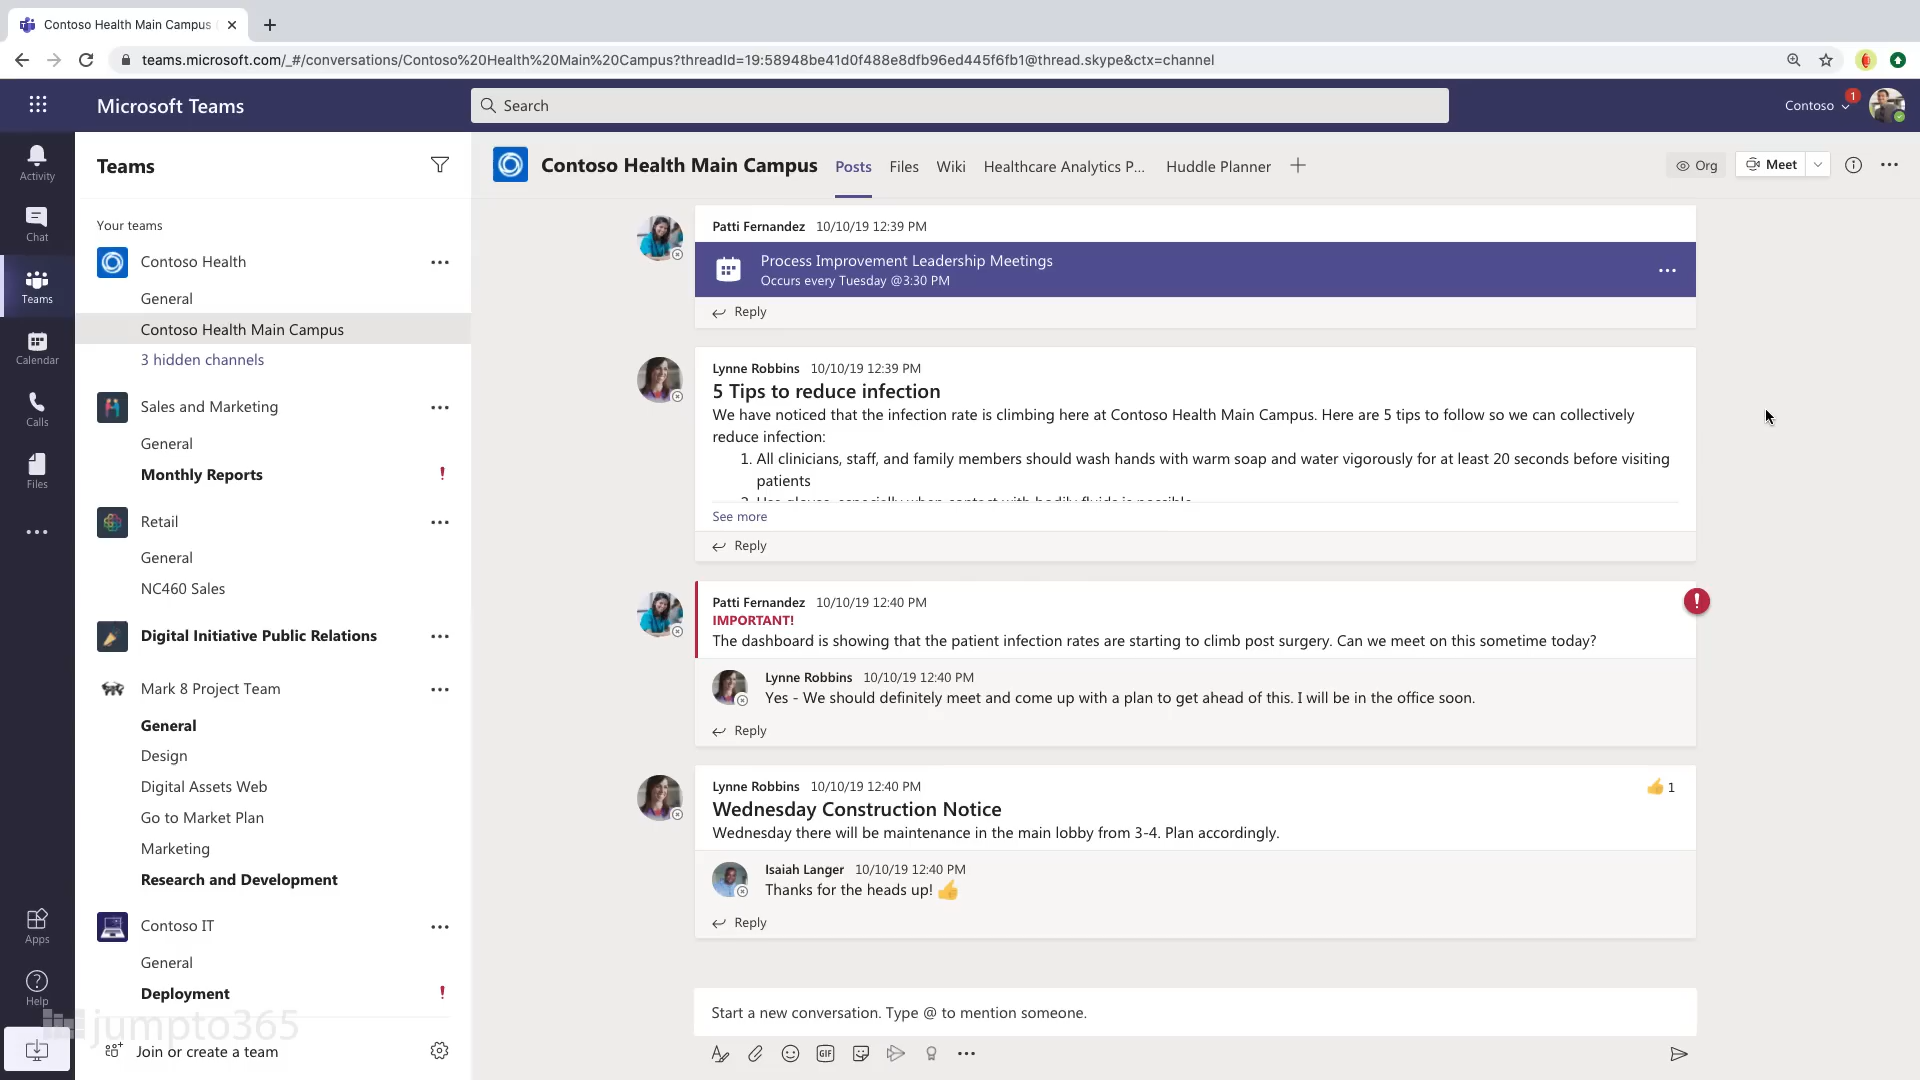 Contoso Health Main Campus
teams.microsoft.com/_#/conversations/Contoso%20Health%20Main%20Campus?threadId=19:58948be41d0f488e8dfb96ed445f6fb1@thread.skype&ctx=channel
Microsoft Teams
Search
Contoso
1
Activity
Chat
Teams
Calendar
Calls
Files
Apps
Help
Teams
Your teams
Contoso Health
General
Contoso Health Main Campus
3 hidden channels
Sales and Marketing
General
Monthly Reports !
Retail
General
NC460 Sales
Digital Initiative Public Relations
Mark 8 Project Team
General
Design
Digital Assets Web
Go to Market Plan
Marketing
Research and Development
Contoso IT
General
Deployment !
jumpto365
Join or create a team
Contoso Health Main Campus Posts Files Wiki Healthcare Analytics P... Huddle Planner
Org Meet
Patti Fernandez 10/10/19 12:39 PM
Process Improvement Leadership Meetings
Occurs every Tuesday @3:30 PM
Reply
Lynne Robbins 10/10/19 12:39 PM
5 Tips to reduce infection
We have noticed that the infection rate is climbing here at Contoso Health Main Campus. Here are 5 tips to follow so we can collectively
reduce infection:
1. All clinicians, staff, and family members should wash hands with warm soap and water vigorously for at least 20 seconds before visiting
patients
2. Use gloves, especially when contact with bodily fluids is possible
See more
Reply
Patti Fernandez 10/10/19 12:40 PM
!
IMPORTANT!
The dashboard is showing that the patient infection rates are starting to climb post surgery. Can we meet on this sometime today?
Lynne Robbins 10/10/19 12:40 PM
Yes - We should definitely meet and come up with a plan to get ahead of this. I will be in the office soon.
Reply
Lynne Robbins 10/10/19 12:40 PM
👍 1
Wednesday Construction Notice
Wednesday there will be maintenance in the main lobby from 3-4. Plan accordingly.
Isaiah Langer 10/10/19 12:40 PM
Thanks for the heads up! 👍
Reply
Start a new conversation. Type @ to mention someone.
GIF